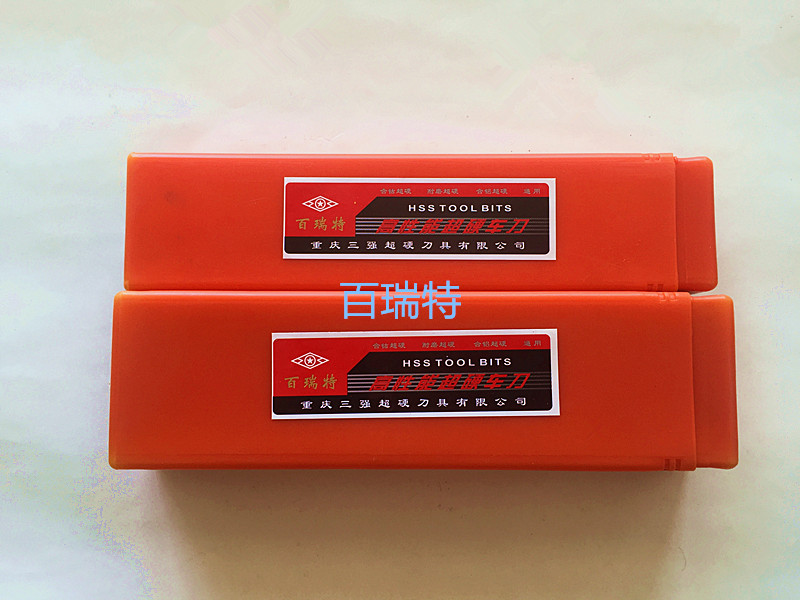 含钴超硬 耐磨超硬 含铝超硬 通用
HSS TOOL BITS
百瑞特
高性能超硬车刀
重庆三强超硬刀具有限公司
百瑞特
含钴超硬 耐磨超硬 含铝超硬 通用
HSS TOOL BITS
百瑞特
高性能超硬车刀
重庆三强超硬刀具有限公司